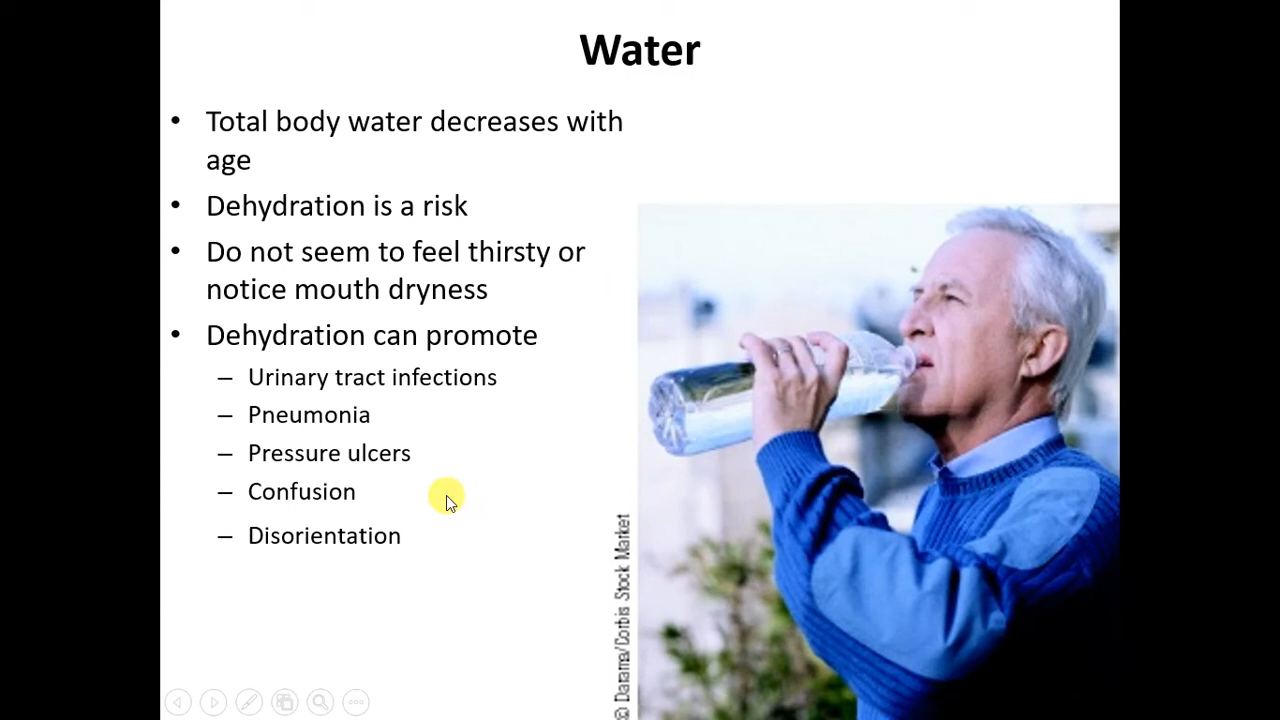 Water
• Total body water decreases with
age
• Dehydration is a risk
• Do not seem to feel thirsty or
notice mouth dryness
• Dehydration can promote
– Urinary tract infections
– Pneumonia
– Pressure ulcers
– Confusion
– Disorientation
© Darama/Corbis Stock Market